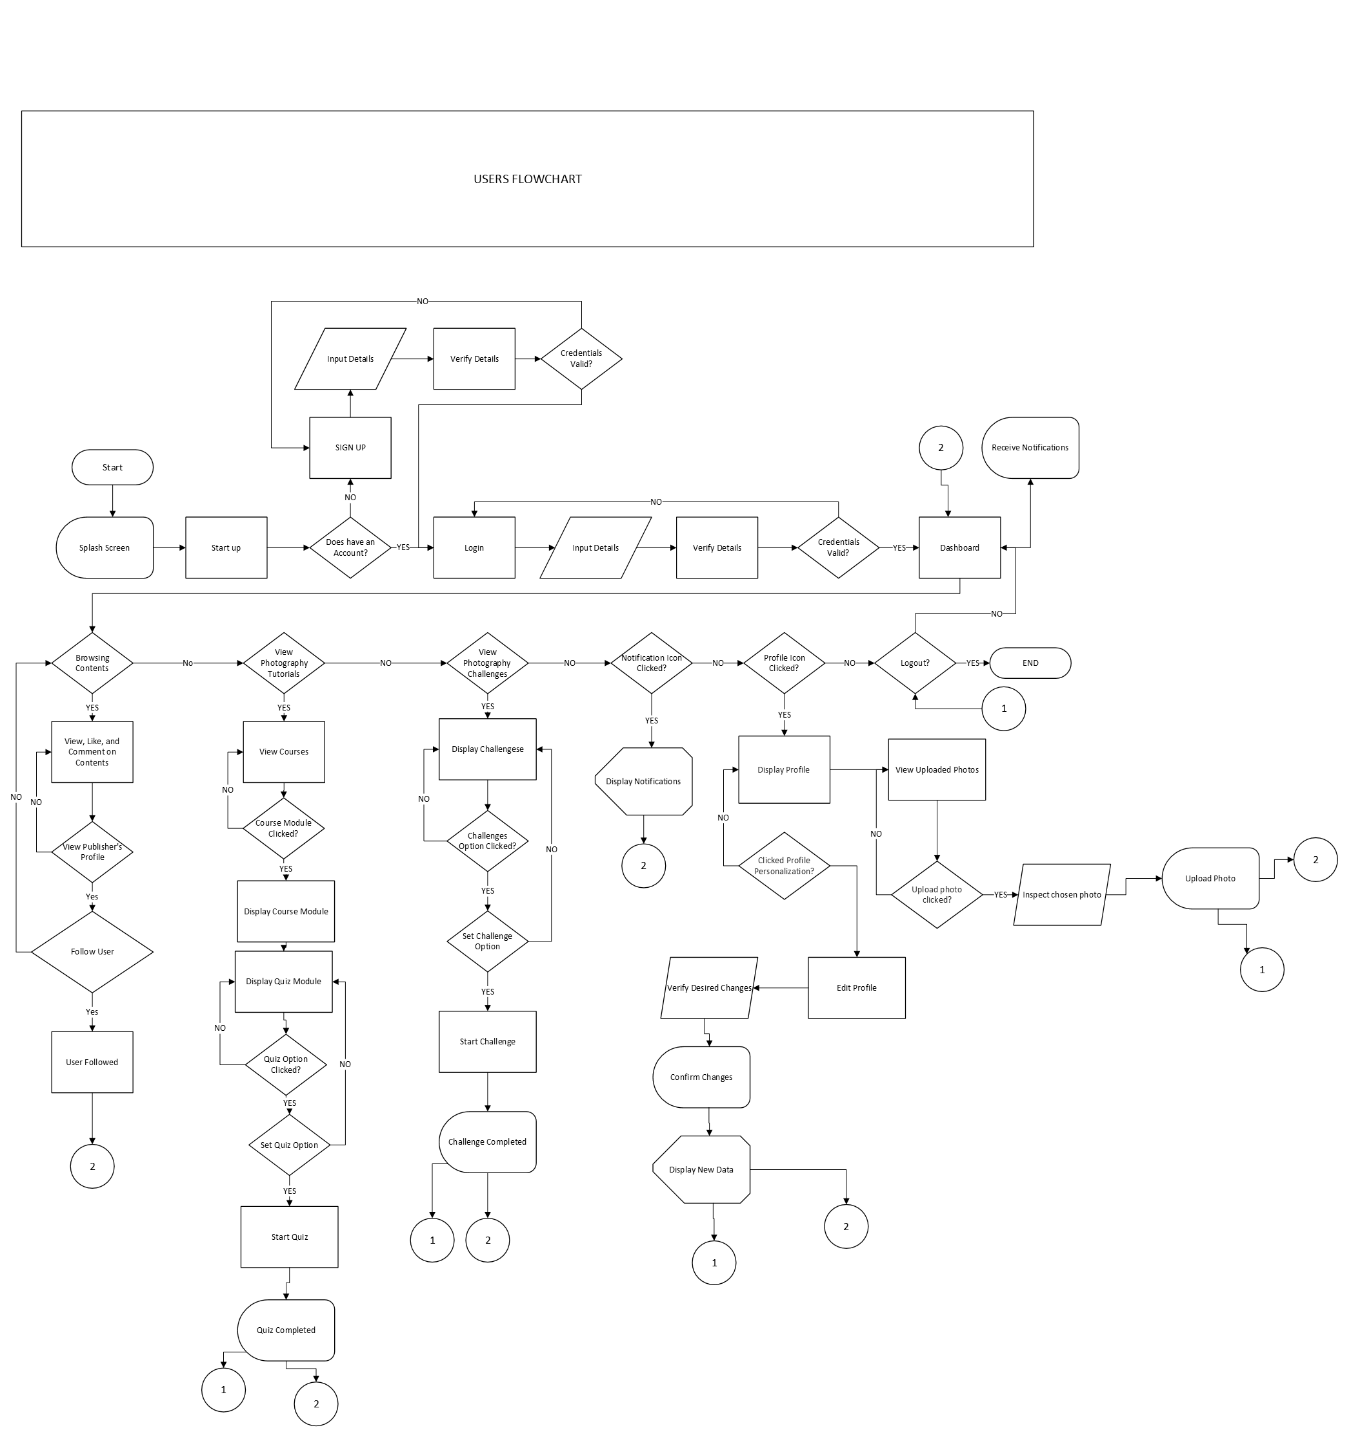 USERS FLOWCHART
NO
Input Details
Verify Details
Credentials
Valid?
SIGN UP
2
Receive Notifications
Start
NO
NO
Splash Screen
Start up
Does have an
Account?
YES
Login
Input Details
Verify Details
Credentials
Valid?
YES
Dashboard
NO
Browsing
Contents
No
View
Photography
Tutorials
NO
View
Photography
Challenges
NO
Notification Icon
Clicked?
NO
Profile Icon
Clicked?
NO
Logout?
YES
END
1
YES
View, Like, and
Comment on
Contents
NO
NO
View Publisher's
Profile
Yes
Follow User
Yes
User Followed
2
YES
View Courses
NO
Course Module
Clicked?
YES
Display Course Module
Display Quiz Module
NO
Quiz Option
Clicked?
NO
YES
Set Quiz Option
YES
Start Quiz
Quiz Completed
1
2
YES
Display Challengese
NO
Challenges
Option Clicked?
NO
YES
Set Challenge
Option
YES
Start Challenge
Challenge Completed
1
2
YES
Display Notifications
2
YES
Display Profile
View Uploaded Photos
NO
NO
Clicked Profile
Personalization?
Upload photo
clicked?
YES
Inspect chosen photo
Upload Photo
2
1
Verify Desired Changes
Edit Profile
Confirm Changes
Display New Data
2
1